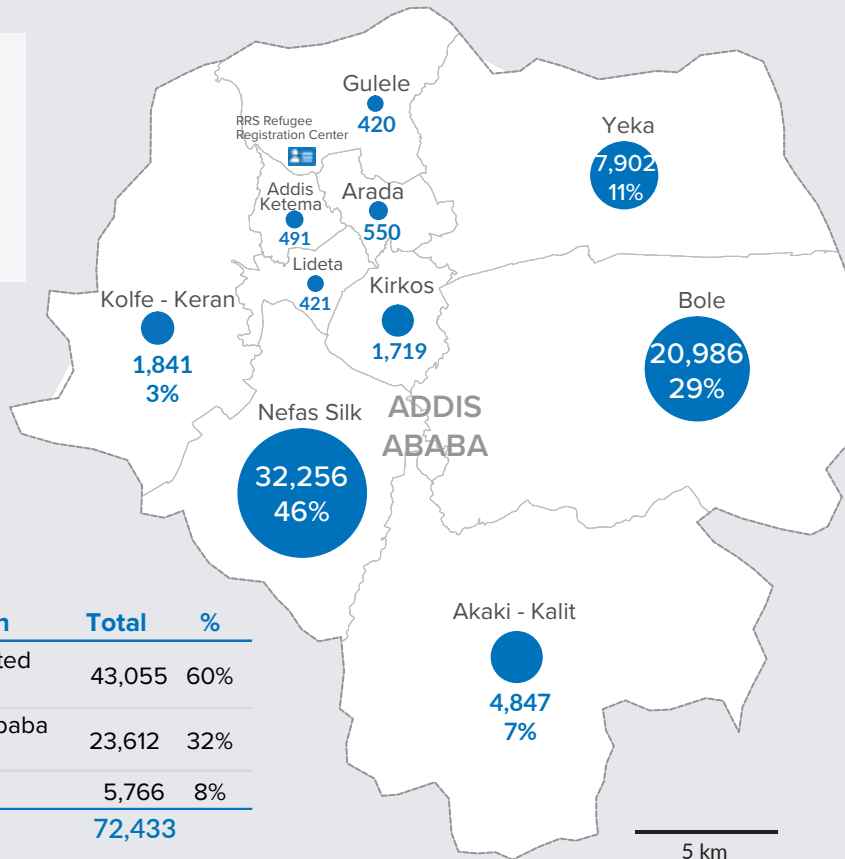 Gulele
420
RRS Refugee
Registration Center
Yeka
7,902
11%
Addis
Ketema
491
Arada
550
Lideta
421
Kirkos
1,719
Kolfe - Keran
1,841
3%
Bole
20,986
29%
ADDIS
ABABA
Nefas Silk
32,256
46%
Akaki - Kalit
4,847
7%
Total %
43,055 60%
23,612 32%
5,766 8%
72,433
5 km